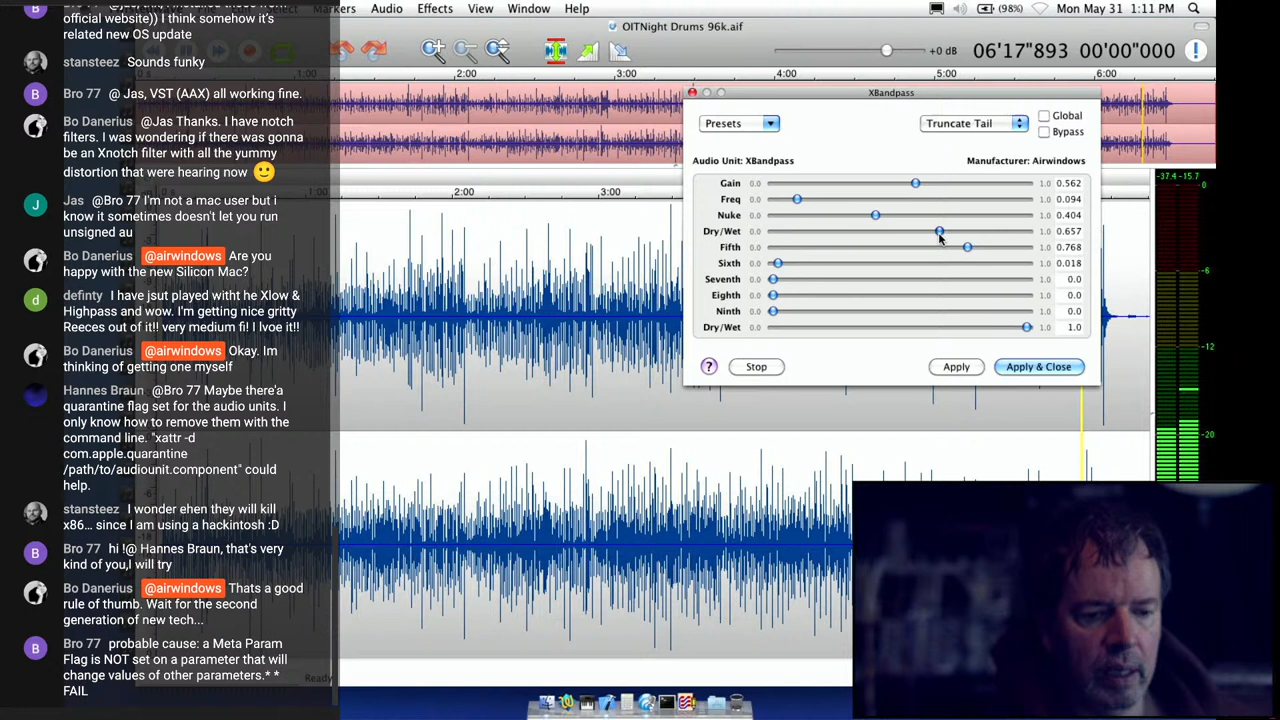 official website)) I think somehow it's
related new OS update
stansteez Sounds funky
Bro 77 @ Jas, VST (AAX) all working fine.
Bo Danerius @Jas Thanks. I have notch
filters. I was wondering if there was gonna
be an Xnotch filter with all the yummy
distortion that were hearing now
Jas @Bro 77 I'm not a mac user but i
know it sometimes doesn't let you run
unsigned au
Bo Danerius @airwindows Are you
happy with the new Silicon Mac?
definty I have jsut played witht he Xlow &
Highpass and wow. I'm getting nice gritty
Reeces out of it!! very medium fi! I lvoe it!!
Bo Danerius @airwindows Okay. Im
thinking of getting one myself
Hannes Braun @Bro 77 Maybe there'a
quarantine flag set for the audio units. I
only know how to remove them with the
command line. "xattr -d
com.apple.quarantine
/path/to/audiounit.component" could
help.
stansteez I wonder ehen they will kill
x86... since I am using a hackintosh :D
Bro 77 hi !@ Hannes Braun, that's very
kind of you,I will try
Bo Danerius @airwindows Thats a good
rule of thumb. Wait for the second
generation of new tech...
Bro 77 probable cause: a Meta Param
Flag is NOT set on a parameter that will
change values of other parameters.* *
FAIL
Markers Audio Effects View Window Help
(98%) Mon May 31 1:11 PM
OITNight Drums 96k.aif
+0 dB 06'17"893 00'00"000
1:00 2:00 3:00 4:00 5:00 6:00
XBandpass
Presets Truncate Tail Global
Bypass
Audio Unit: XBandpass Manufacturer: Airwindows
Gain 0.0 1.0 0.562
Freq 0.0 1.0 0.094
Nuke 0.0 1.0 0.404
Dry/Wet 0.0 1.0 0.657
Fifth 0.0 1.0 0.768
Sixth 0.0 1.0 0.018
Seventh 0.0 1.0 0.0
Eighth 0.0 1.0 0.0
Ninth 0.0 1.0 0.0
Dry/Wet 0.0 1.0 1.0
? Stop Apply Apply & Close
2:00 3:00
-37.4 -15.7
0
-6
-12
-20
Ready